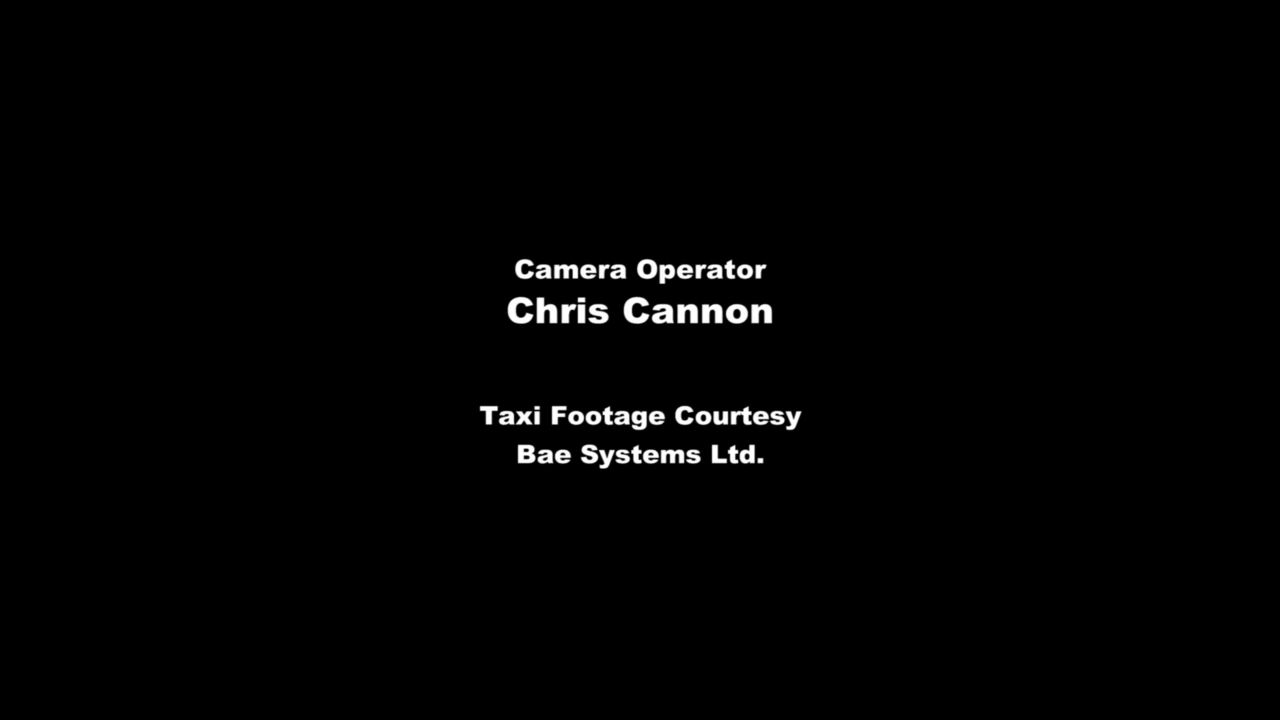 Camera Operator
Chris Cannon
Taxi Footage Courtesy
Bae Systems Ltd.